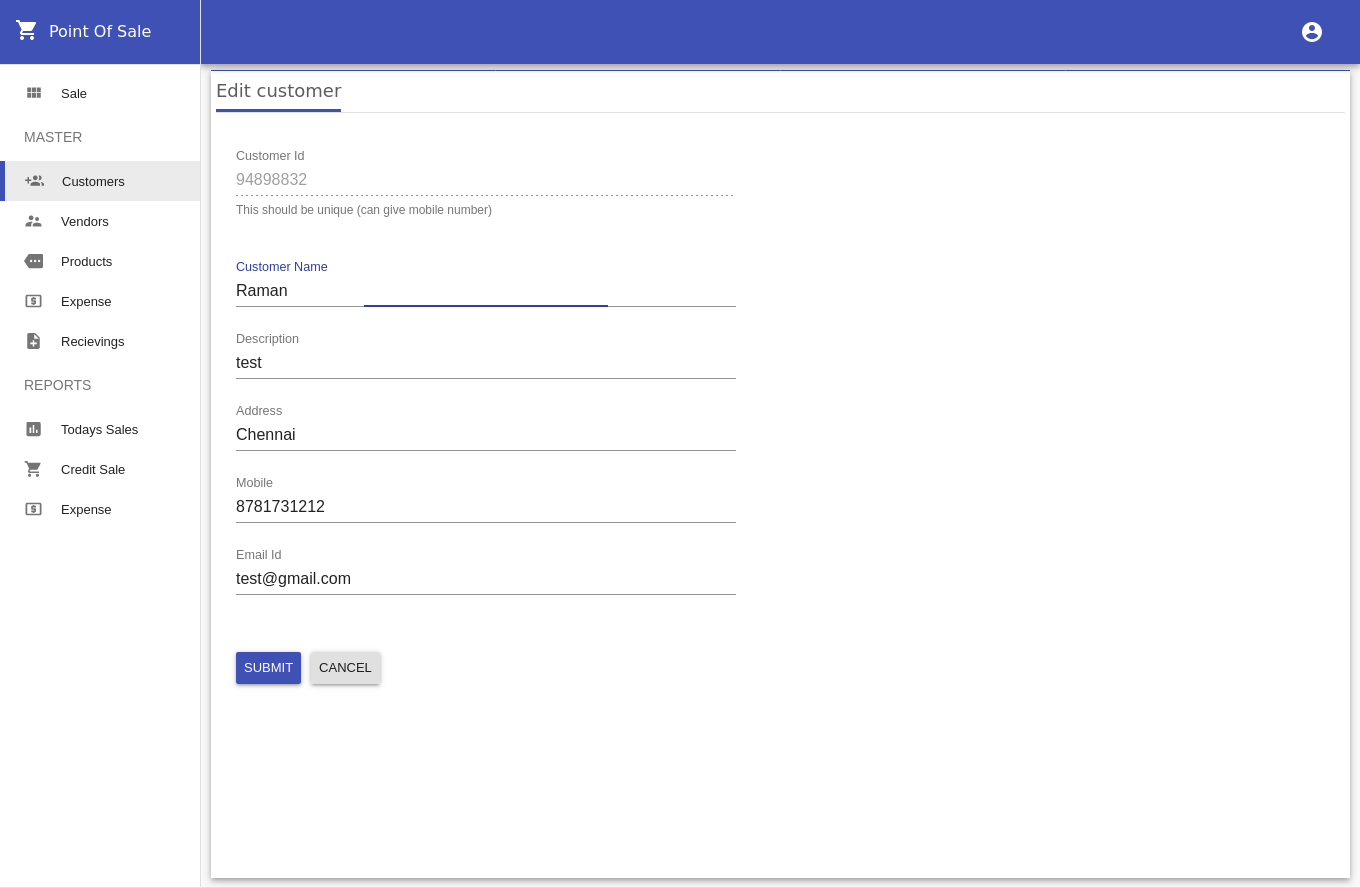 Point Of Sale
Sale
MASTER
Customers
Vendors
Products
Expense
Recievings
REPORTS
Todays Sales
Credit Sale
Expense
Edit customer
Customer Id
94898832
This should be unique (can give mobile number)
Customer Name
Raman
Description
test
Address
Chennai
Mobile
8781731212
Email Id
test@gmail.com
SUBMIT CANCEL